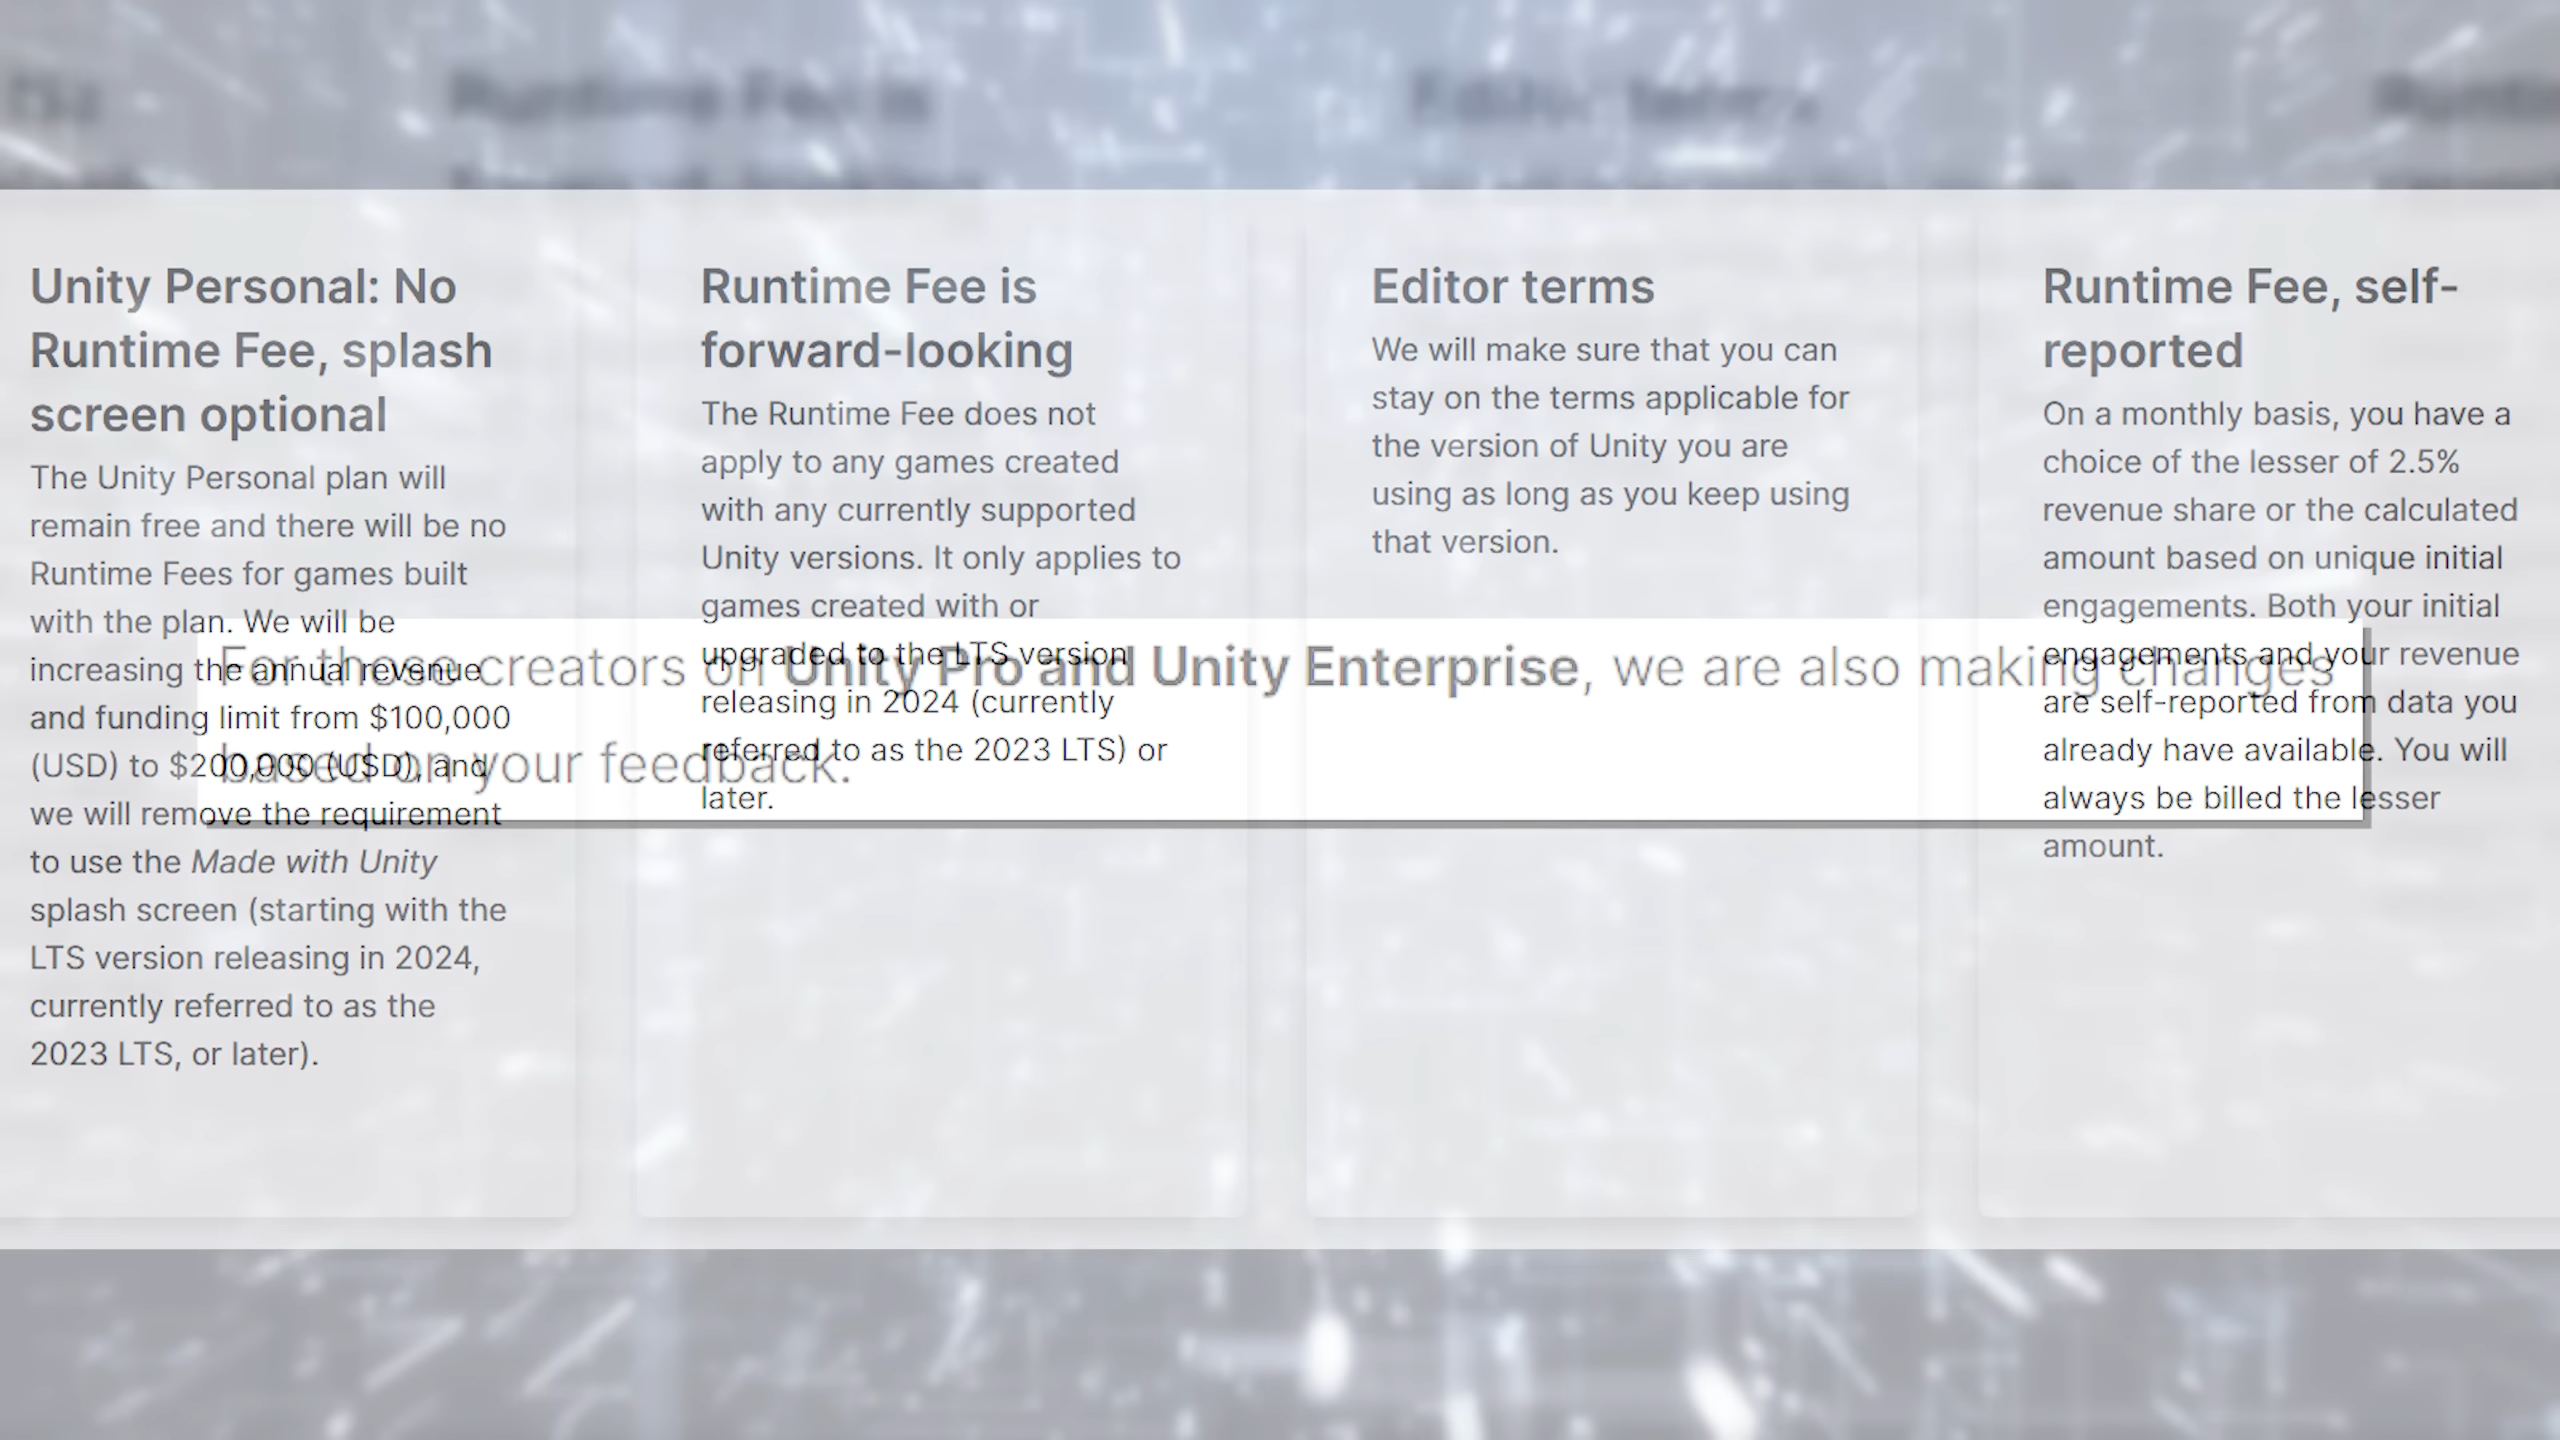 Runtime Fee is
Editor terms
Unity Personal: No
Runtime Fee, splash
screen optional
The Unity Personal plan will
remain free and there will be no
Runtime Fees for games built
with the plan. We will be
increasing the annual revenue
and funding limit from $100,000
(USD) to $200,000 (USD), and
we will remove the requirement
to use the Made with Unity
splash screen (starting with the
LTS version releasing in 2024,
currently referred to as the
2023 LTS, or later).
Runtime Fee is
forward-looking
The Runtime Fee does not
apply to any games created
with any currently supported
Unity versions. It only applies to
games created with or
upgraded to the LTS version
releasing in 2024 (currently
referred to as the 2023 LTS) or
later.
Editor terms
We will make sure that you can
stay on the terms applicable for
the version of Unity you are
using as long as you keep using
that version.
Runtime Fee, self-
reported
On a monthly basis, you have a
choice of the lesser of 2.5%
revenue share or the calculated
amount based on unique initial
engagements. Both your initial
engagements and your revenue
are self-reported from data you
already have available. You will
always be billed the lesser
amount.
For those creators on Unity Pro and Unity Enterprise, we are also making changes
based on your feedback.